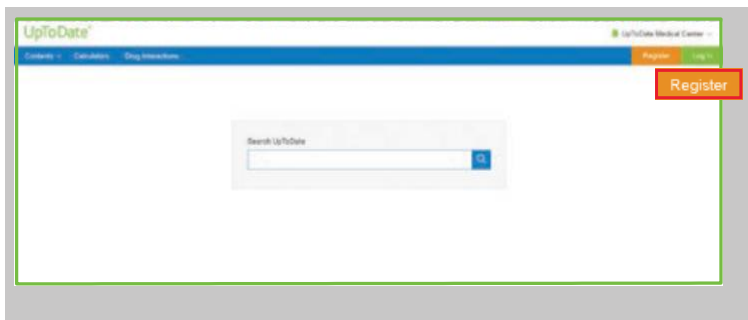 UpToDate®
UpToDate Medical Center
Contents Calculators Drug Interactions
Register Log In
Register
Search UpToDate